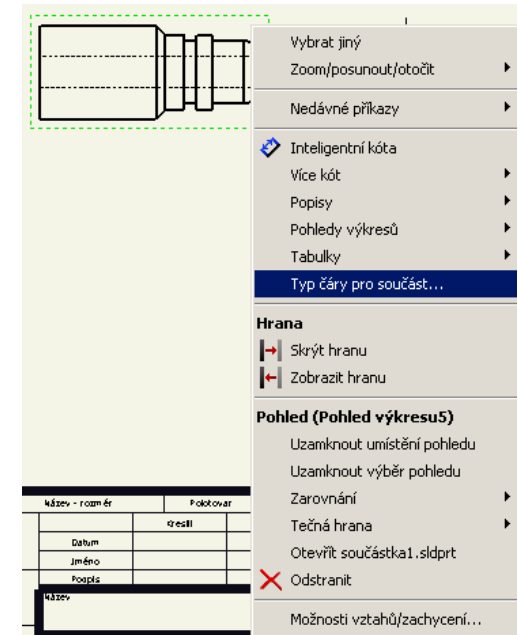 Vybrat jiný
Zoom/posunout/otočit
Nedávné příkazy
Inteligentní kóta
Více kót
Popisy
Pohledy výkresů
Tabulky
Typ čáry pro součást...
Hrana
Skrýt hranu
Zobrazit hranu
Pohled (Pohled výkresu5)
Uzamknout umístění pohledu
Uzamknout výběr pohledu
Zarovnání
Tečná hrana
Otevřít součástka1.sldprt
Odstranit
Možnosti vztahů/zachycení...
Název - rozměr Polotovar
Kreslil
Datum
Jméno
Podpis
Název